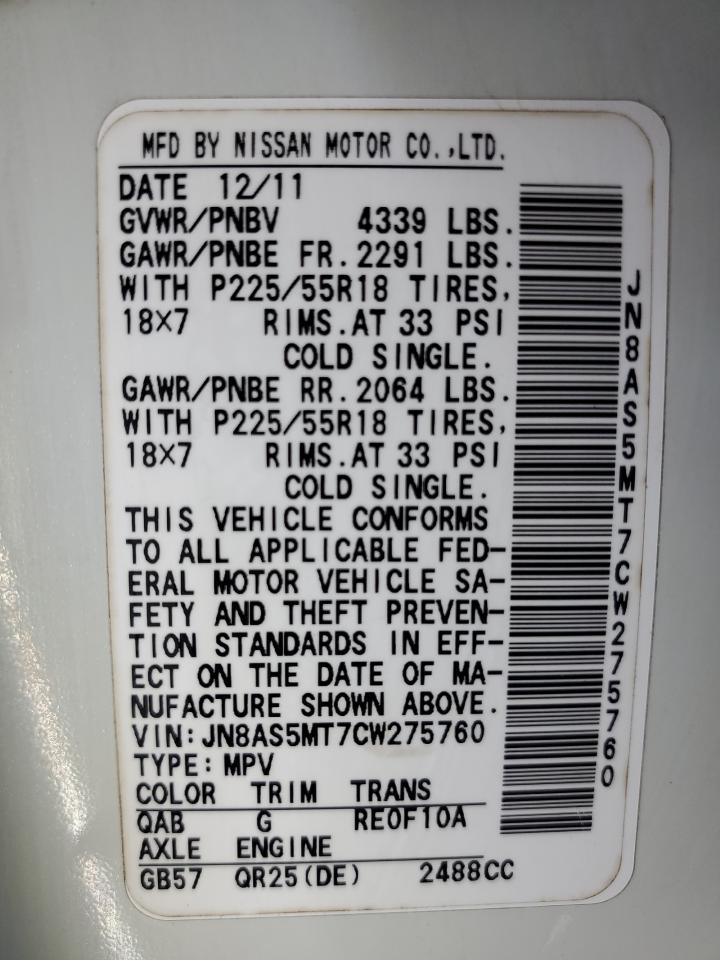 MFD BY NISSAN MOTOR CO.,LTD.
DATE 12/11
GVWR/PNBV 4339 LBS.
GAWR/PNBE FR.2291 LBS.
WITH P225/55R18 TIRES,
18X7 RIMS.AT 33 PSI
COLD SINGLE.
GAWR/PNBE RR.2064 LBS.
WITH P225/55R18 TIRES,
18X7 RIMS.AT 33 PSI
COLD SINGLE.
THIS VEHICLE CONFORMS
TO ALL APPLICABLE FED-
ERAL MOTOR VEHICLE SA-
FETY AND THEFT PREVEN-
TION STANDARDS IN EFF-
ECT ON THE DATE OF MA-
NUFACTURE SHOWN ABOVE.
VIN:JN8AS5MT7CW275760
TYPE:MPV
COLOR TRIM TRANS
QAB G RE0F10A
AXLE ENGINE
GB57 QR25(DE) 2488CC
JN8AS5MT7CW275760